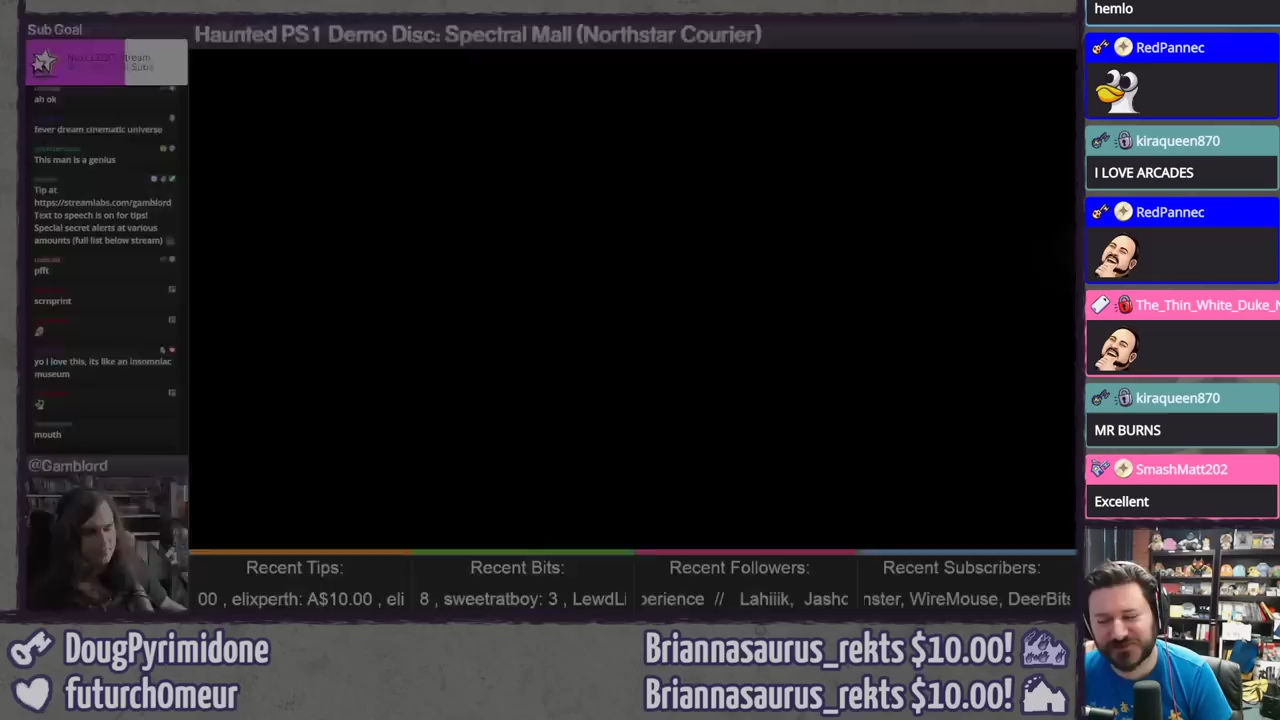 Sub Goal
Haunted PS1 Demo Disc: Spectral Mall (Northstar Courier)
ah ok
fever dream cinematic universe
This man is a genius
Tip at
https://streamlabs.com/gamblord
Text to speech is on for tips!
Special secret alerts at various
amounts (full list below stream)
pfft
scrnprint
yo I love this, its like an insomniac
museum
mouth
@Gamblord
Recent Tips:
Recent Bits:
Recent Followers:
Recent Subscribers:
00 , elixperth: A$10.00 , eli
8 , sweetratboy: 3 , LewdLi
perience // Lahiiik, Jasho
nster, WireMouse, DeerBits
DougPyrimidone
futurch0meur
Briannasaurus_rekts $10.00!
Briannasaurus_rekts $10.00!
hemlo
RedPannec
kiraqueen870
I LOVE ARCADES
RedPannec
The_Thin_White_Duke_N
kiraqueen870
MR BURNS
SmashMatt202
Excellent